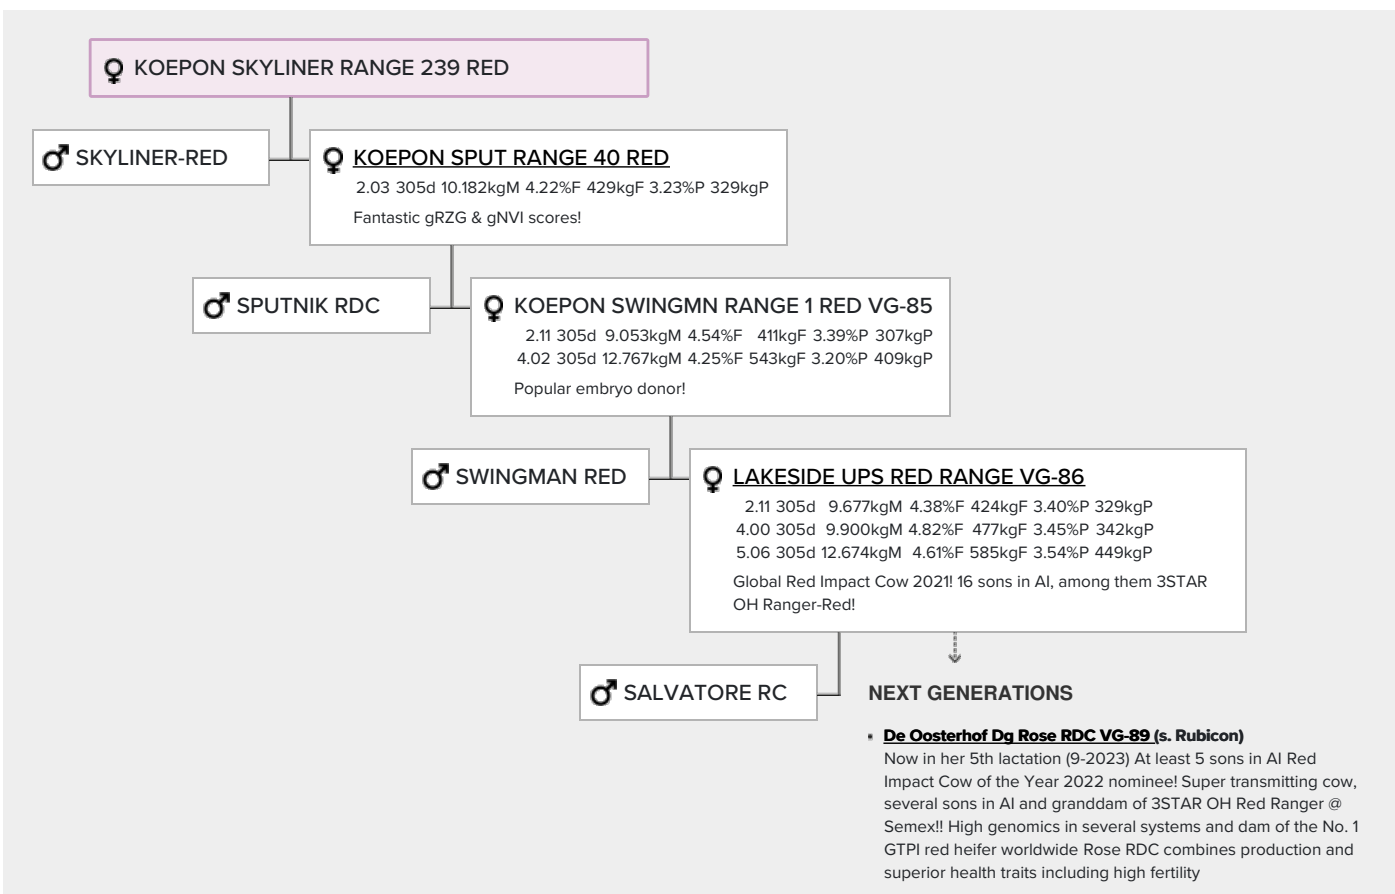 KOEPON SKYLINER RANGE 239 RED
SKYLINER-RED
KOEPON SPUT RANGE 40 RED
2.03 305d 10.182kgM 4.22%F 429kgF 3.23%P 329kgP
Fantastic gRZG & gNVI scores!
SPUTNIK RDC
KOEPON SWINGMN RANGE 1 RED VG-85
2.11 305d 9.053kgM 4.54%F 411kgF 3.39%P 307kgP
4.02 305d 12.767kgM 4.25%F 543kgF 3.20%P 409kgP
Popular embryo donor!
SWINGMAN RED
LAKESIDE UPS RED RANGE VG-86
2.11 305d 9.677kgM 4.38%F 424kgF 3.40%P 329kgP
4.00 305d 9.900kgM 4.82%F 477kgF 3.45%P 342kgP
5.06 305d 12.674kgM 4.61%F 585kgF 3.54%P 449kgP
Global Red Impact Cow 2021! 16 sons in AI, among them 3STAR
OH Ranger-Red!
SALVATORE RC
NEXT GENERATIONS
De Oosterhof Dg Rose RDC VG-89 (s. Rubicon)
Now in her 5th lactation (9-2023) At least 5 sons in AI Red
Impact Cow of the Year 2022 nominee! Super transmitting cow,
several sons in AI and granddam of 3STAR OH Red Ranger @
Semex!! High genomics in several systems and dam of the No. 1
GTPI red heifer worldwide Rose RDC combines production and
superior health traits including high fertility